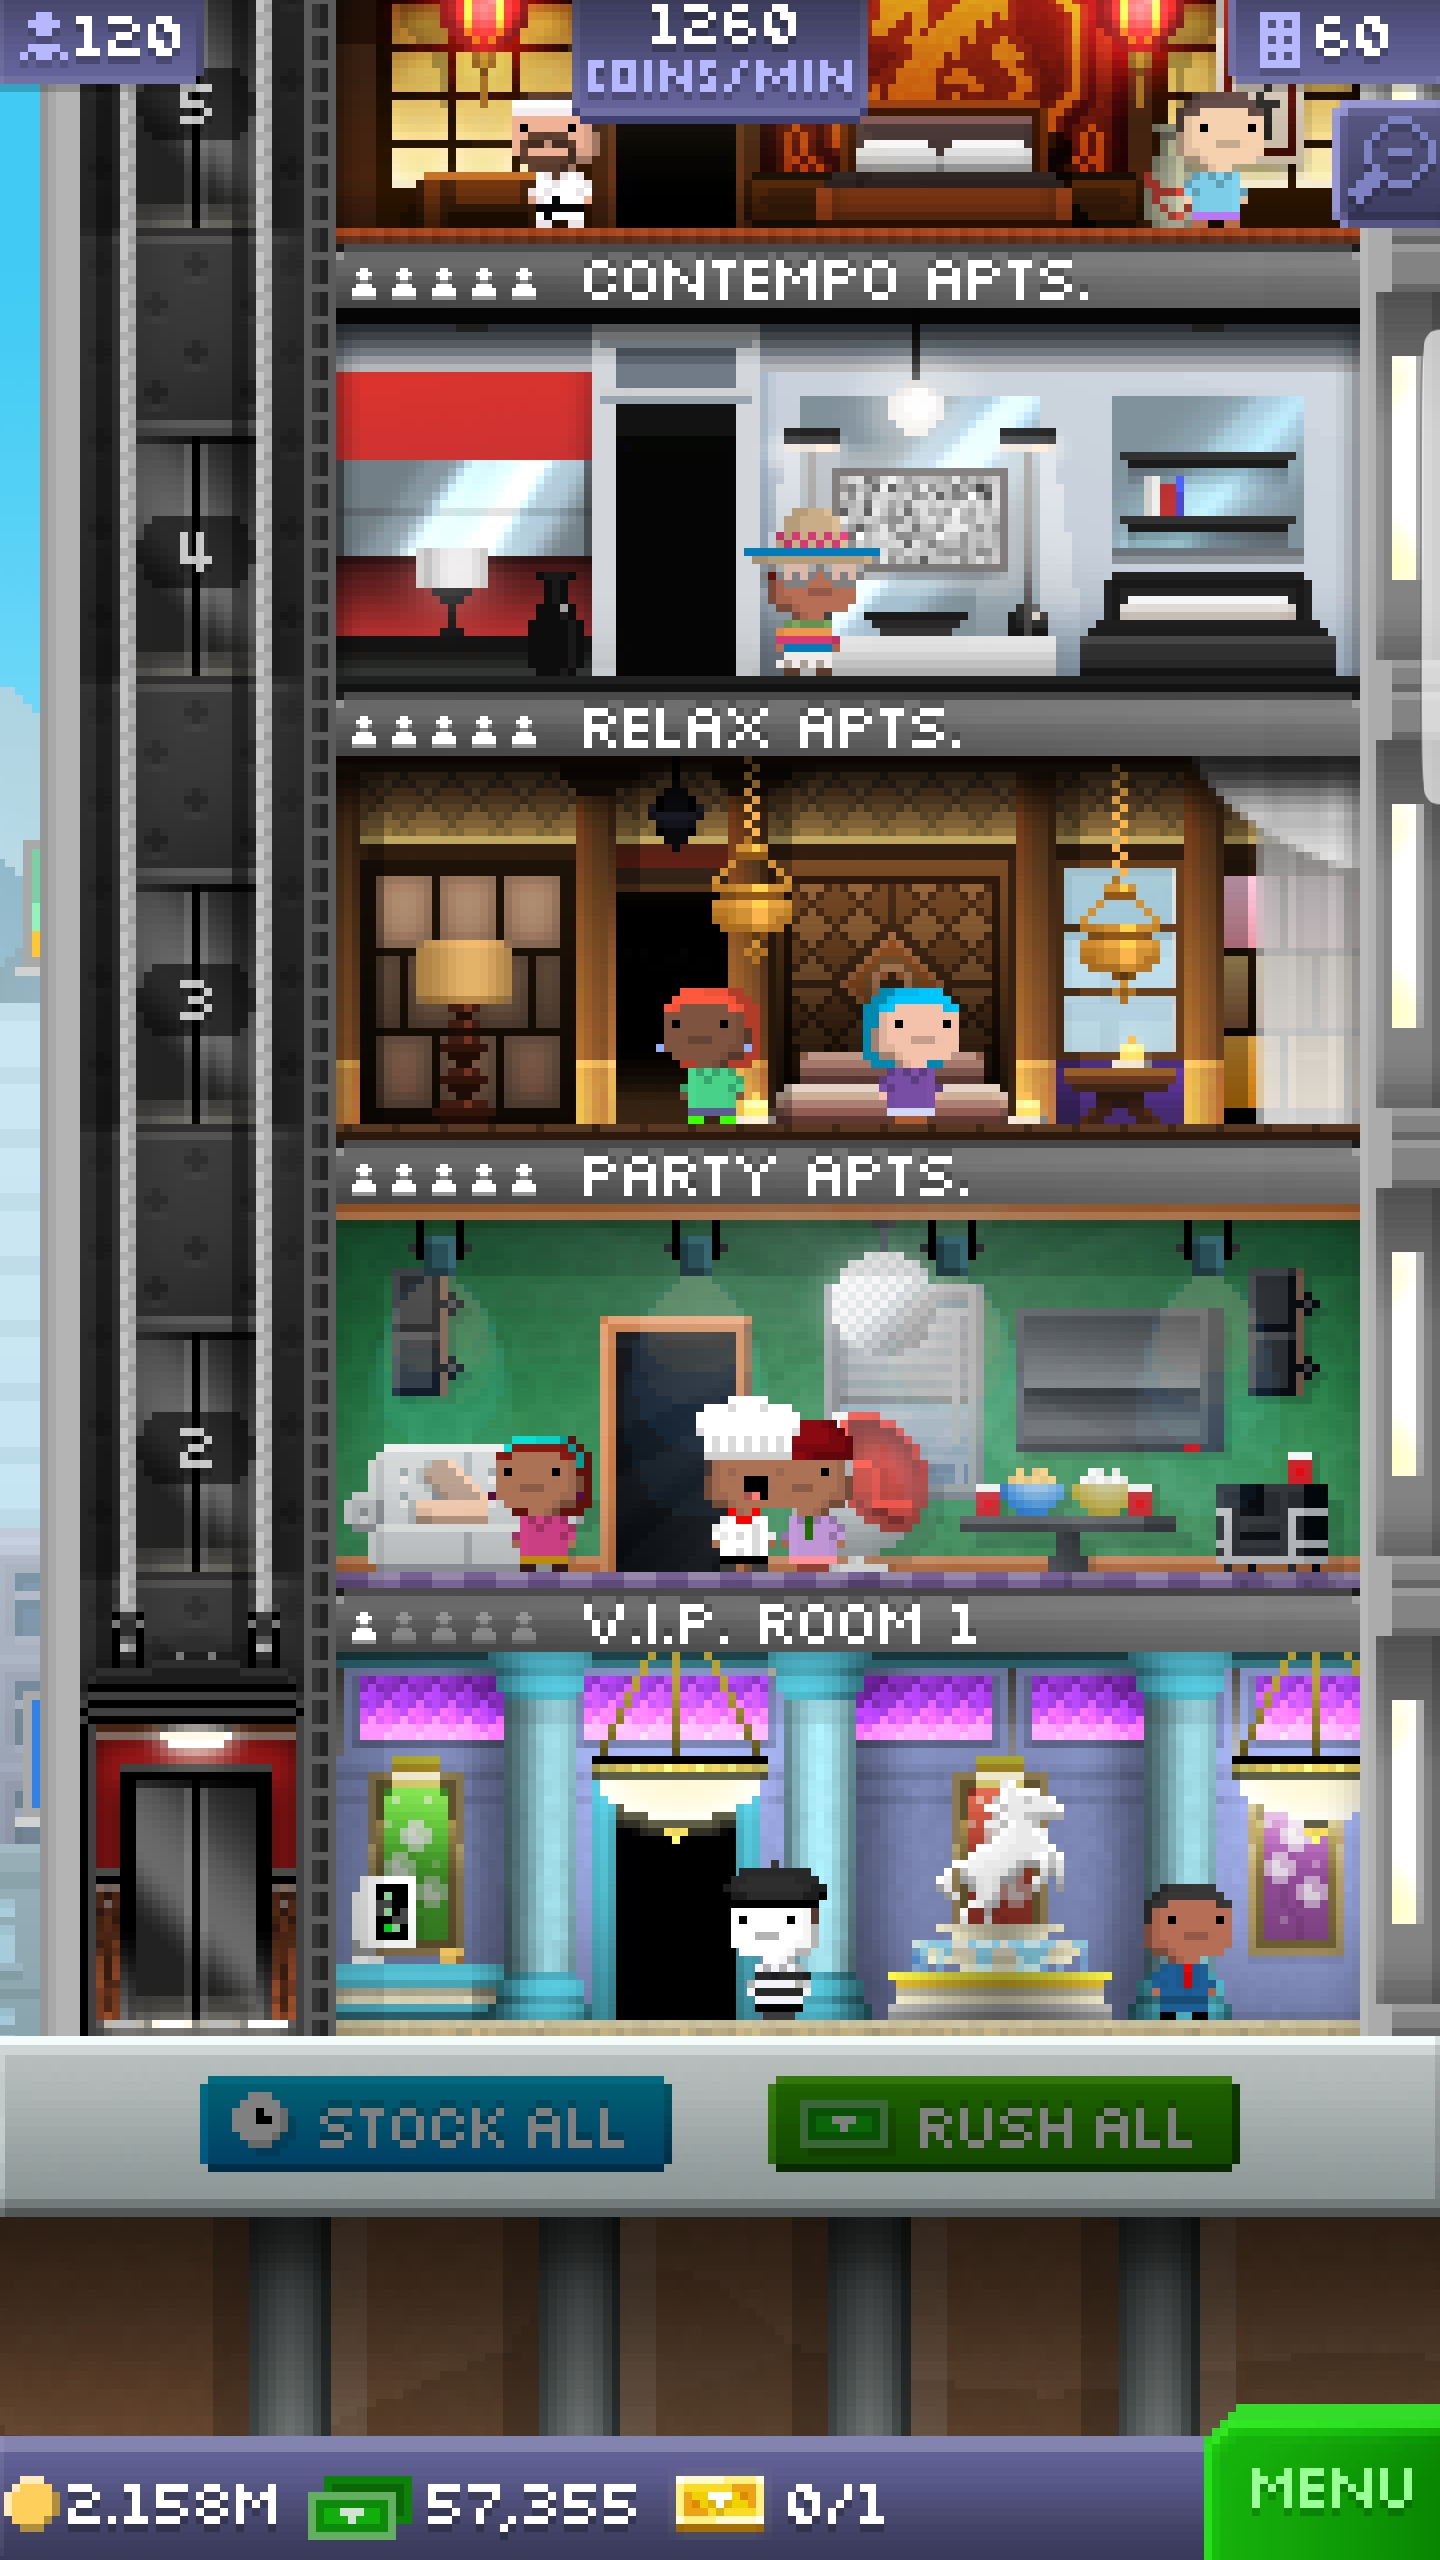 120
1260
COINS/MIN
60
5
CONTEMPO APTS.
4
RELAX APTS.
3
PARTY APTS.
2
V.I.P. ROOM 1
STOCK ALL
RUSH ALL
2.158M
57,355
0/1
MENU